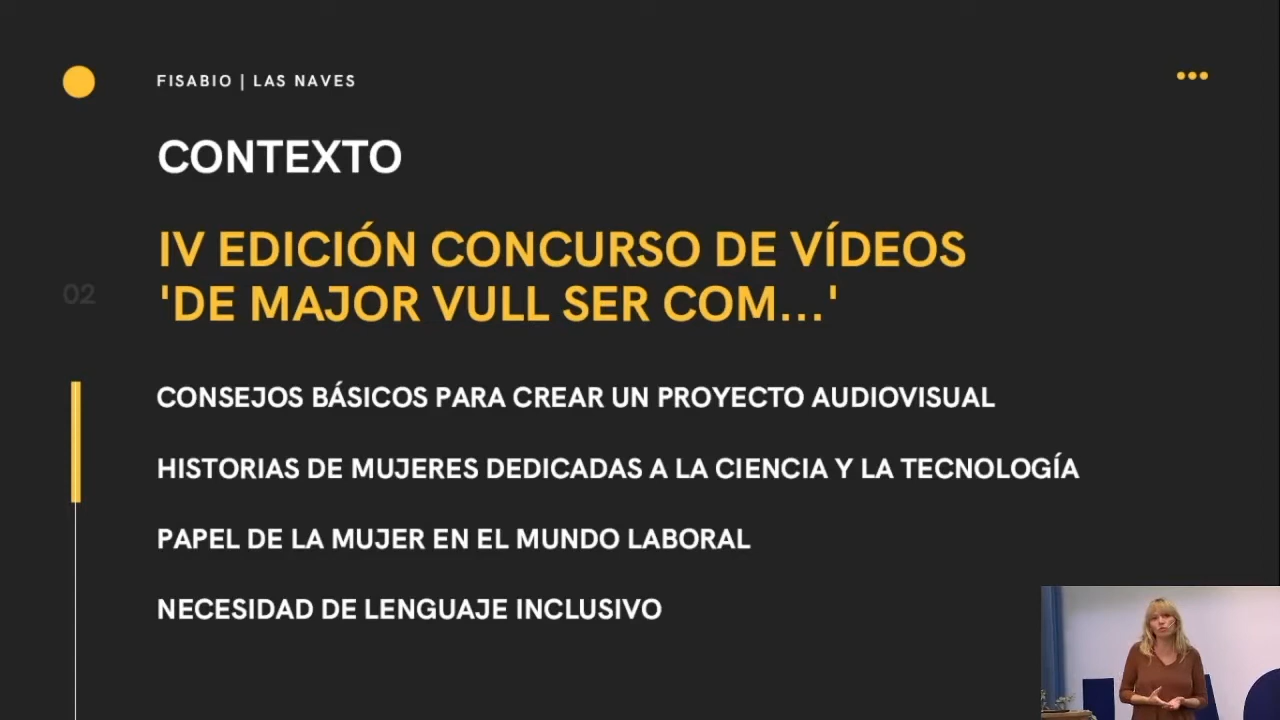 FISABIO | LAS NAVES
CONTEXTO
IV EDICIÓN CONCURSO DE VÍDEOS
'DE MAJOR VULL SER COM...'
02
CONSEJOS BÁSICOS PARA CREAR UN PROYECTO AUDIOVISUAL
HISTORIAS DE MUJERES DEDICADAS A LA CIENCIA Y LA TECNOLOGÍA
PAPEL DE LA MUJER EN EL MUNDO LABORAL
NECESIDAD DE LENGUAJE INCLUSIVO